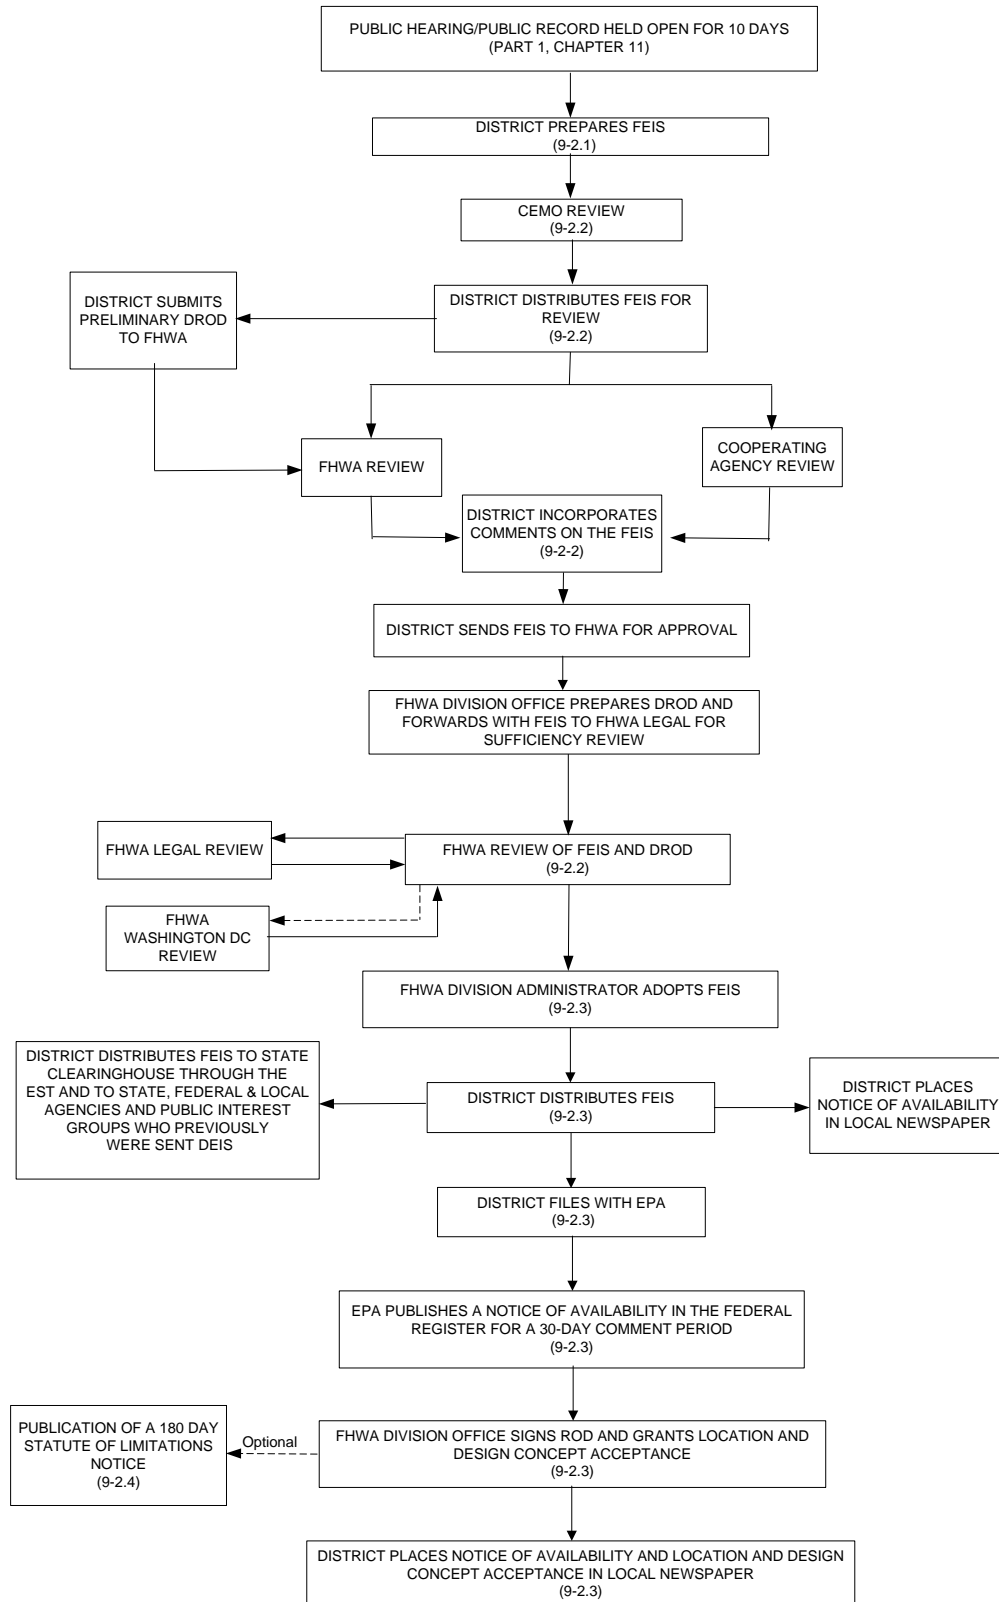 PUBLIC HEARING/PUBLIC RECORD HELD OPEN FOR 10 DAYS
(PART 1, CHAPTER 11)
DISTRICT PREPARES FEIS
(9-2.1)
CEMO REVIEW
(9-2.2)
DISTRICT DISTRIBUTES FEIS FOR
REVIEW
(9-2.2)
DISTRICT SUBMITS
PRELIMINARY DROD
TO FHWA
FHWA REVIEW
COOPERATING
AGENCY REVIEW
DISTRICT INCORPORATES
COMMENTS ON THE FEIS
(9-2-2)
DISTRICT SENDS FEIS TO FHWA FOR APPROVAL
FHWA DIVISION OFFICE PREPARES DROD AND
FORWARDS WITH FEIS TO FHWA LEGAL FOR
SUFFICIENCY REVIEW
FHWA LEGAL REVIEW
FHWA REVIEW OF FEIS AND DROD
(9-2.2)
FHWA
WASHINGTON DC
REVIEW
FHWA DIVISION ADMINISTRATOR ADOPTS FEIS
(9-2.3)
DISTRICT DISTRIBUTES FEIS TO STATE
CLEARINGHOUSE THROUGH THE
EST AND TO STATE, FEDERAL & LOCAL
AGENCIES AND PUBLIC INTEREST
GROUPS WHO PREVIOUSLY
WERE SENT DEIS
DISTRICT DISTRIBUTES FEIS
(9-2.3)
DISTRICT PLACES
NOTICE OF AVAILABILITY
IN LOCAL NEWSPAPER
DISTRICT FILES WITH EPA
(9-2.3)
EPA PUBLISHES A NOTICE OF AVAILABILITY IN THE FEDERAL
REGISTER FOR A 30-DAY COMMENT PERIOD
(9-2.3)
PUBLICATION OF A 180 DAY
STATUTE OF LIMITATIONS
NOTICE
(9-2.4)
Optional
FHWA DIVISION OFFICE SIGNS ROD AND GRANTS LOCATION AND
DESIGN CONCEPT ACCEPTANCE
(9-2.3)
DISTRICT PLACES NOTICE OF AVAILABILITY AND LOCATION AND DESIGN
CONCEPT ACCEPTANCE IN LOCAL NEWSPAPER
(9-2.3)